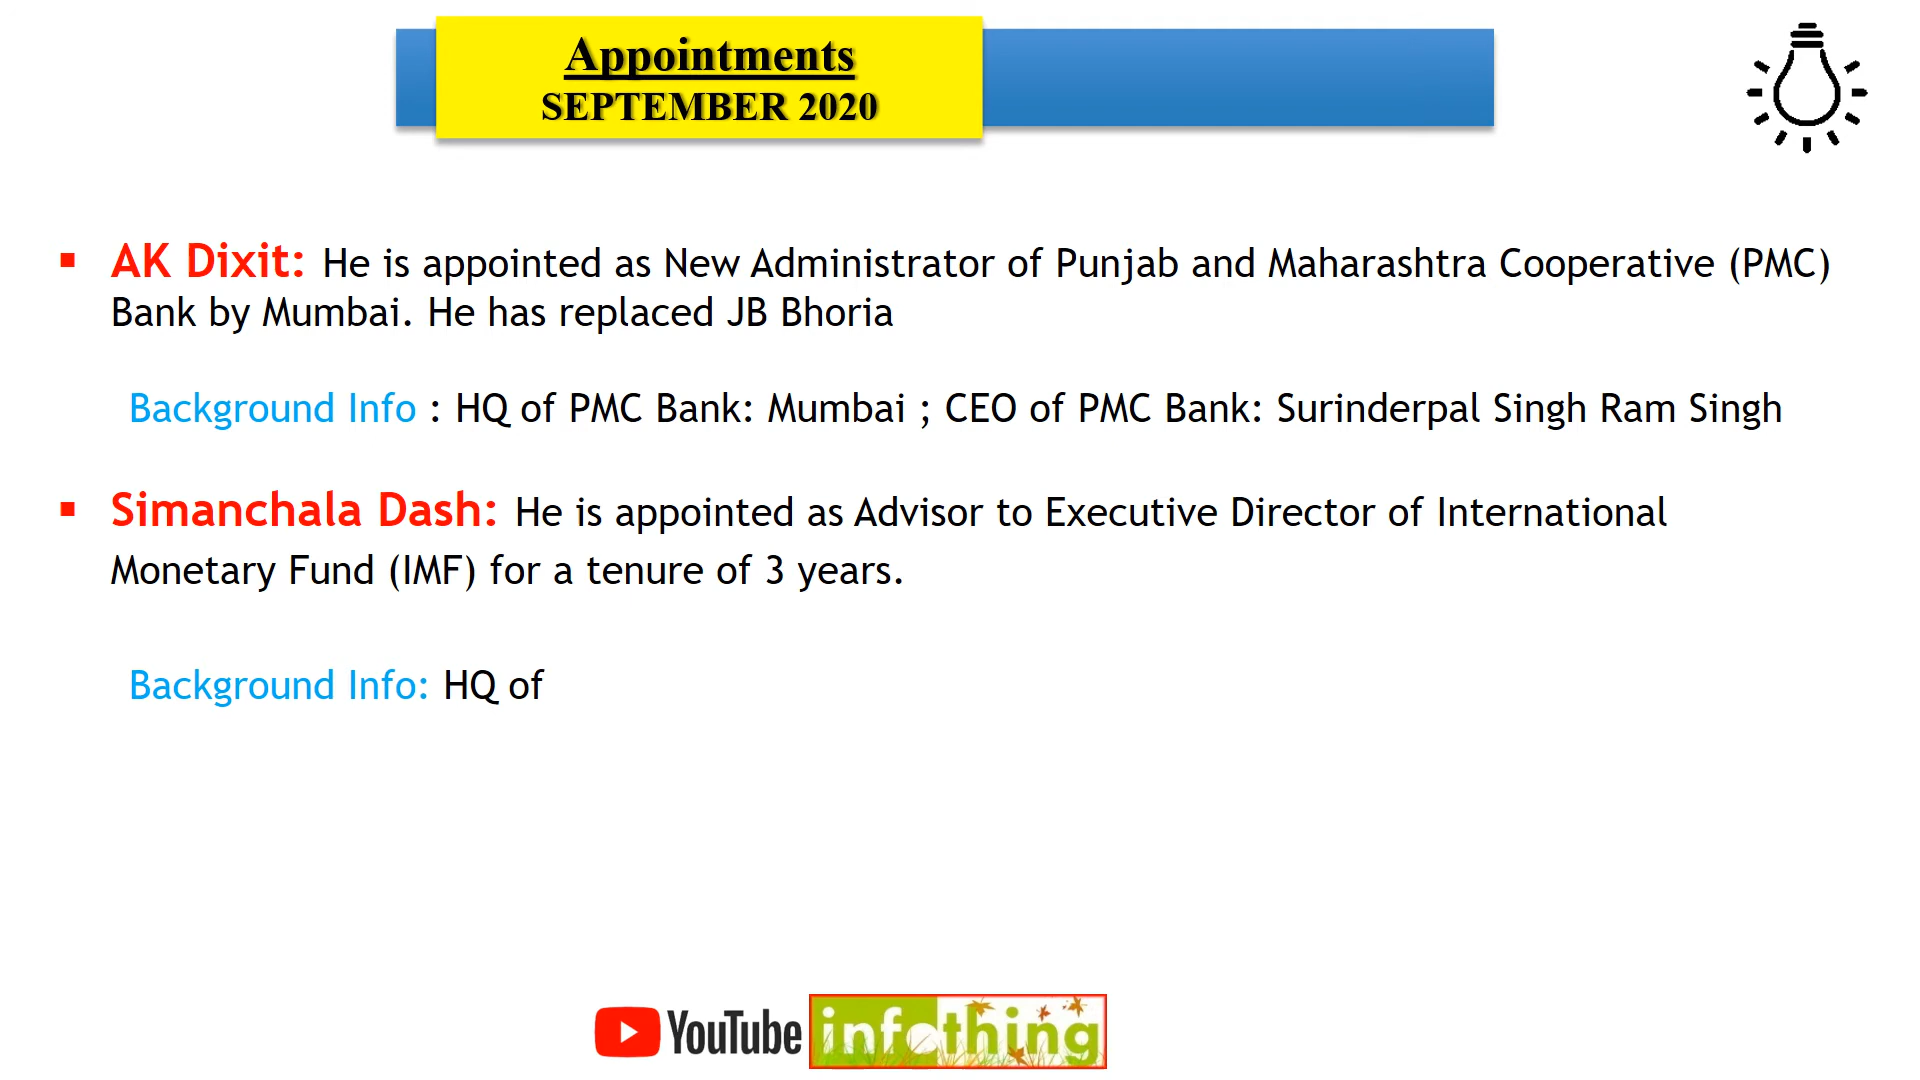 Appointments
SEPTEMBER 2020
▪ AK Dixit: He is appointed as New Administrator of Punjab and Maharashtra Cooperative (PMC)
Bank by Mumbai. He has replaced JB Bhoria
Background Info : HQ of PMC Bank: Mumbai ; CEO of PMC Bank: Surinderpal Singh Ram Singh
▪ Simanchala Dash: He is appointed as Advisor to Executive Director of International
Monetary Fund (IMF) for a tenure of 3 years.
Background Info: HQ of
YouTube infothing